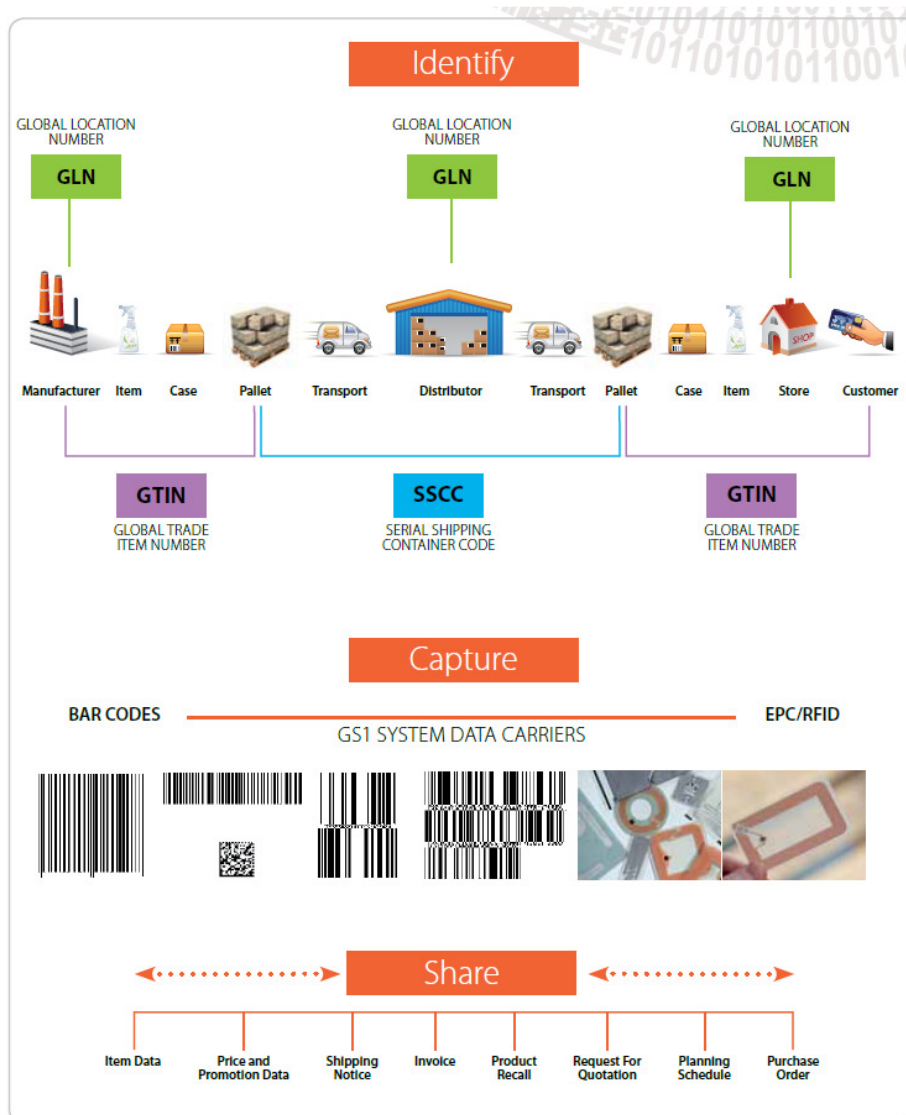 Identify
GLOBAL LOCATION
NUMBER
GLN
GLOBAL LOCATION
NUMBER
GLN
GLOBAL LOCATION
NUMBER
GLN
SHOP
Manufacturer Item Case Pallet Transport Distributor Transport Pallet Case Item Store Customer
GTIN
GLOBAL TRADE
ITEM NUMBER
SSCC
SERIAL SHIPPING
CONTAINER CODE
GTIN
GLOBAL TRADE
ITEM NUMBER
Capture
BAR CODES
EPC/RFID
GS1 SYSTEM DATA CARRIERS
Share
Item Data
Price and
Promotion Data
Shipping
Notice
Invoice
Product
Recall
Request For
Quotation
Planning
Schedule
Purchase
Order